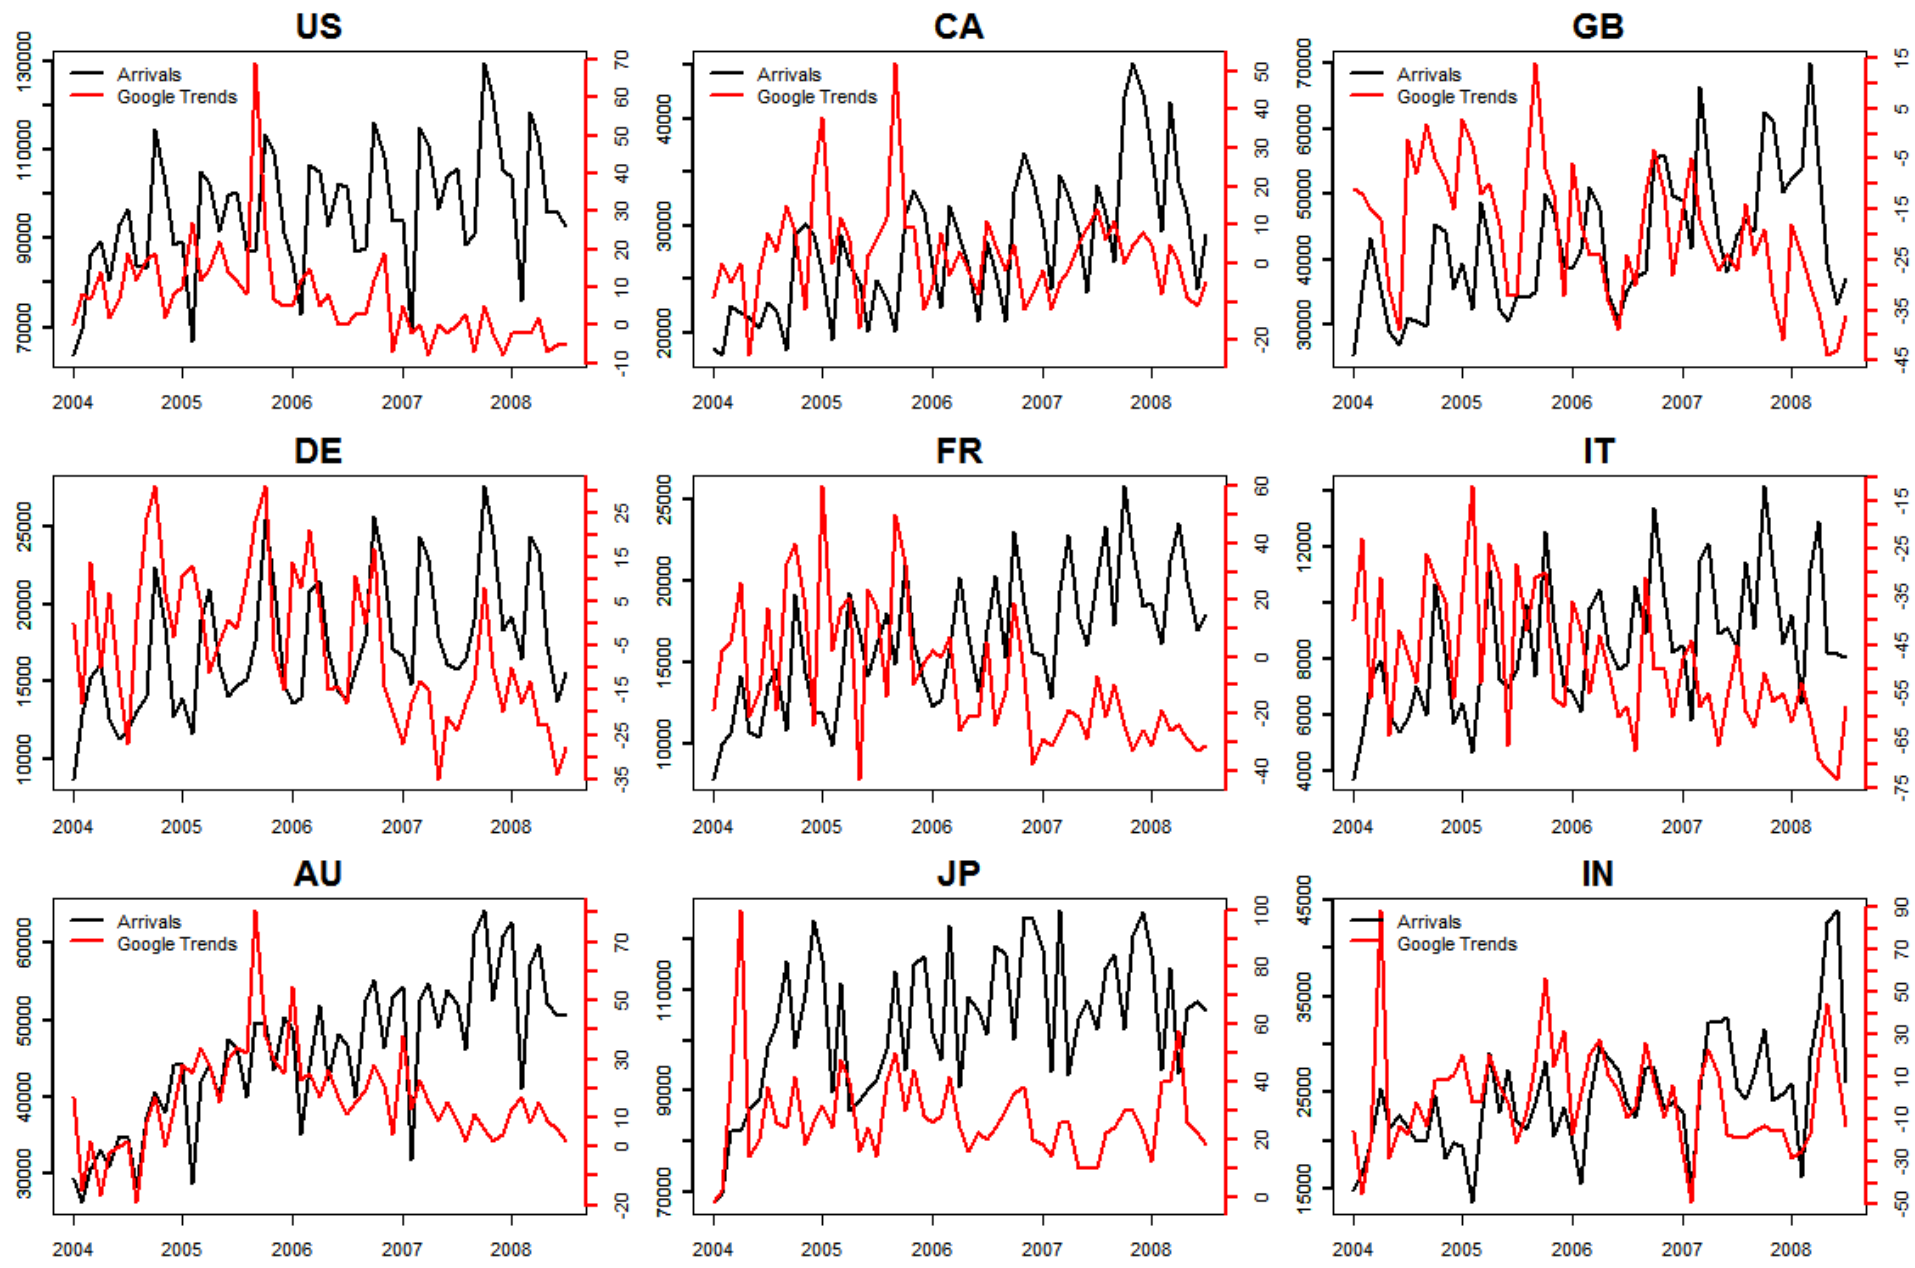 US
CA
GB
Arrivals
Google Trends
70000 90000 110000 130000
-10 0 10 20 30 40 50 60 70
2004 2005 2006 2007 2008
Arrivals
Google Trends
20000 30000 40000
-20 0 10 20 30 40 50
2004 2005 2006 2007 2008
Arrivals
Google Trends
30000 40000 50000 60000 70000
-45 -35 -25 -15 -5 5 15
2004 2005 2006 2007 2008
DE
FR
IT
10000 15000 20000 25000
-35 -25 -15 -5 5 15 25
2004 2005 2006 2007 2008
10000 15000 20000 25000
-40 -20 0 20 40 60
2004 2005 2006 2007 2008
4000 6000 8000 12000
-75 -65 -55 -45 -35 -25 -15
2004 2005 2006 2007 2008
AU
JP
IN
Arrivals
Google Trends
30000 40000 50000 60000
-20 0 10 30 50 70
2004 2005 2006 2007 2008
70000 90000 110000
0 20 40 60 80 100
2004 2005 2006 2007 2008
Arrivals
Google Trends
15000 25000 35000 45000
-50 -30 -10 10 30 50 70 90
2004 2005 2006 2007 2008